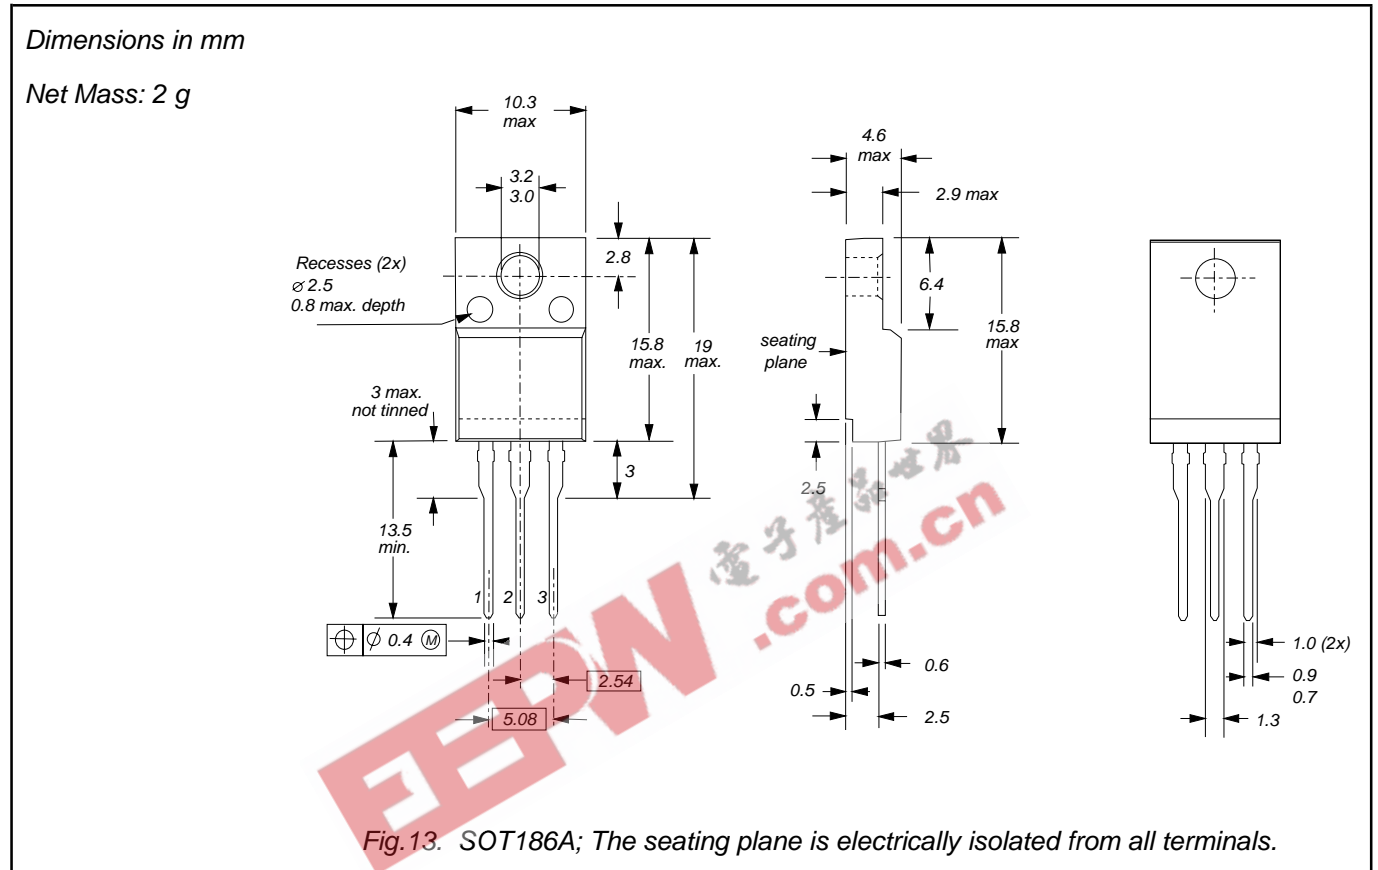 Dimensions in mm
Net Mass: 2 g
10.3
max
3.2
3.0
2.8
Recesses (2x)
⌀ 2.5
0.8 max. depth
15.8
max.
19
max.
3 max.
not tinned
3
13.5
min.
1 2 3
⌀ 0.4 Ⓜ
2.54
5.08
4.6
max
2.9 max
6.4
15.8
max
seating
plane
2.5
0.6
0.5
2.5
1.0 (2x)
0.9
0.7
1.3
EEPW
電子產品世界
.com.cn
Fig.13. SOT186A; The seating plane is electrically isolated from all terminals.